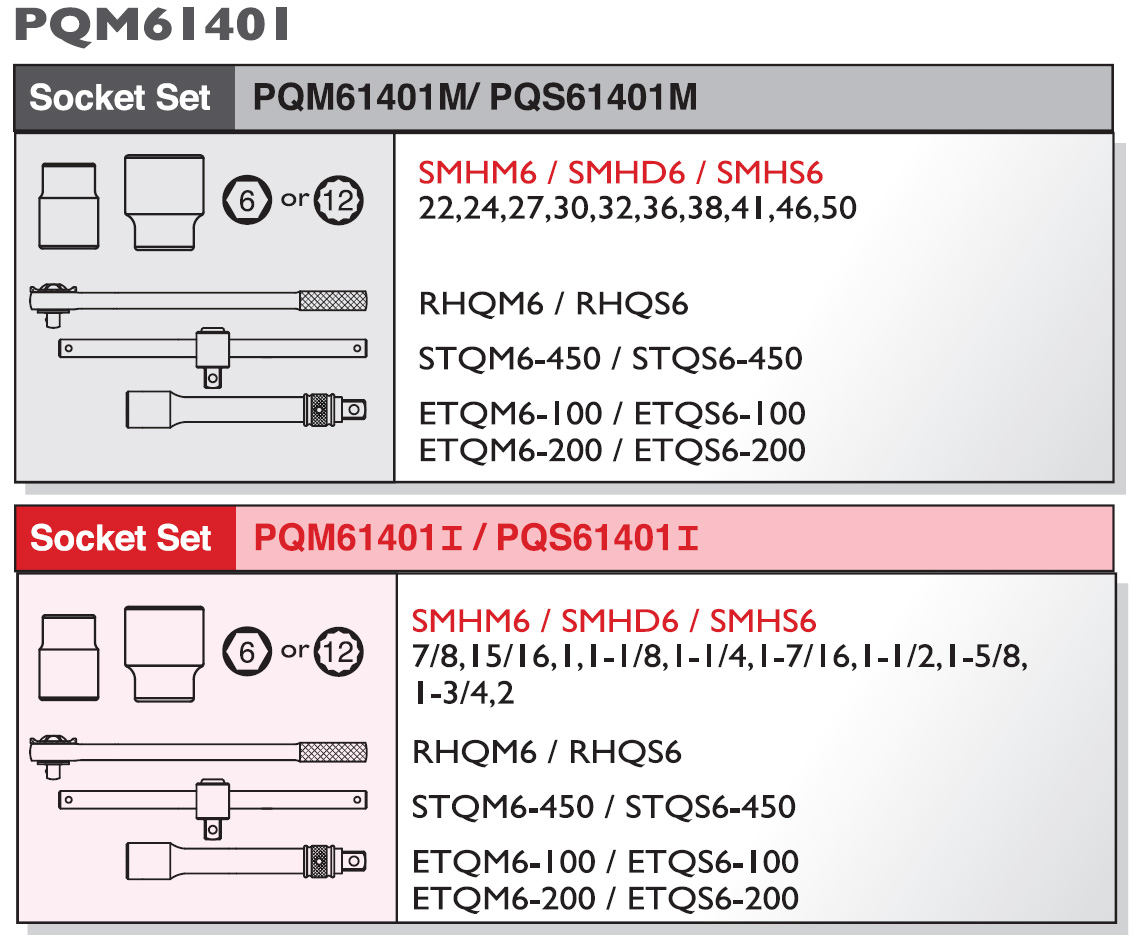 PQM61401
Socket Set PQM61401M/ PQS61401M
6 or 12
SMHM6 / SMHD6 / SMHS6
22,24,27,30,32,36,38,41,46,50
RHQM6 / RHQS6
STQM6-450 / STQS6-450
ETQM6-100 / ETQS6-100
ETQM6-200 / ETQS6-200
Socket Set PQM61401I / PQS61401I
6 or 12
SMHM6 / SMHD6 / SMHS6
7/8,15/16,1,1-1/8,1-1/4,1-7/16,1-1/2,1-5/8,
1-3/4,2
RHQM6 / RHQS6
STQM6-450 / STQS6-450
ETQM6-100 / ETQS6-100
ETQM6-200 / ETQS6-200